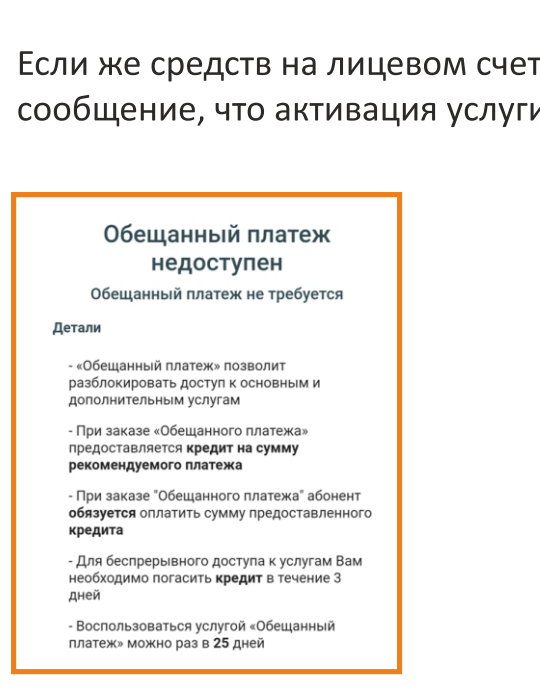 Если же средств на лицевом счет
сообщение, что активация услуги
Обещанный платеж
недоступен
Обещанный платеж не требуется
Детали
- «Обещанный платеж» позволит
разблокировать доступ к основным и
дополнительным услугам
- При заказе «Обещанного платежа»
предоставляется кредит на сумму
рекомендуемого платежа
- При заказе "Обещанного платежа" абонент
обязуется оплатить сумму предоставленного
кредита
- Для беспрерывного доступа к услугам Вам
необходимо погасить кредит в течение 3
дней
- Воспользоваться услугой «Обещанный
платеж» можно раз в 25 дней